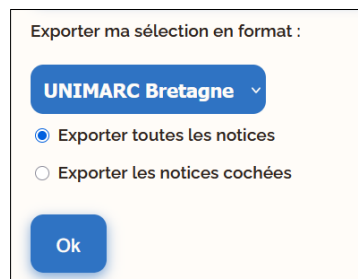 Exporter ma sélection en format :
UNIMARC Bretagne
Exporter toutes les notices
Exporter les notices cochées
Ok